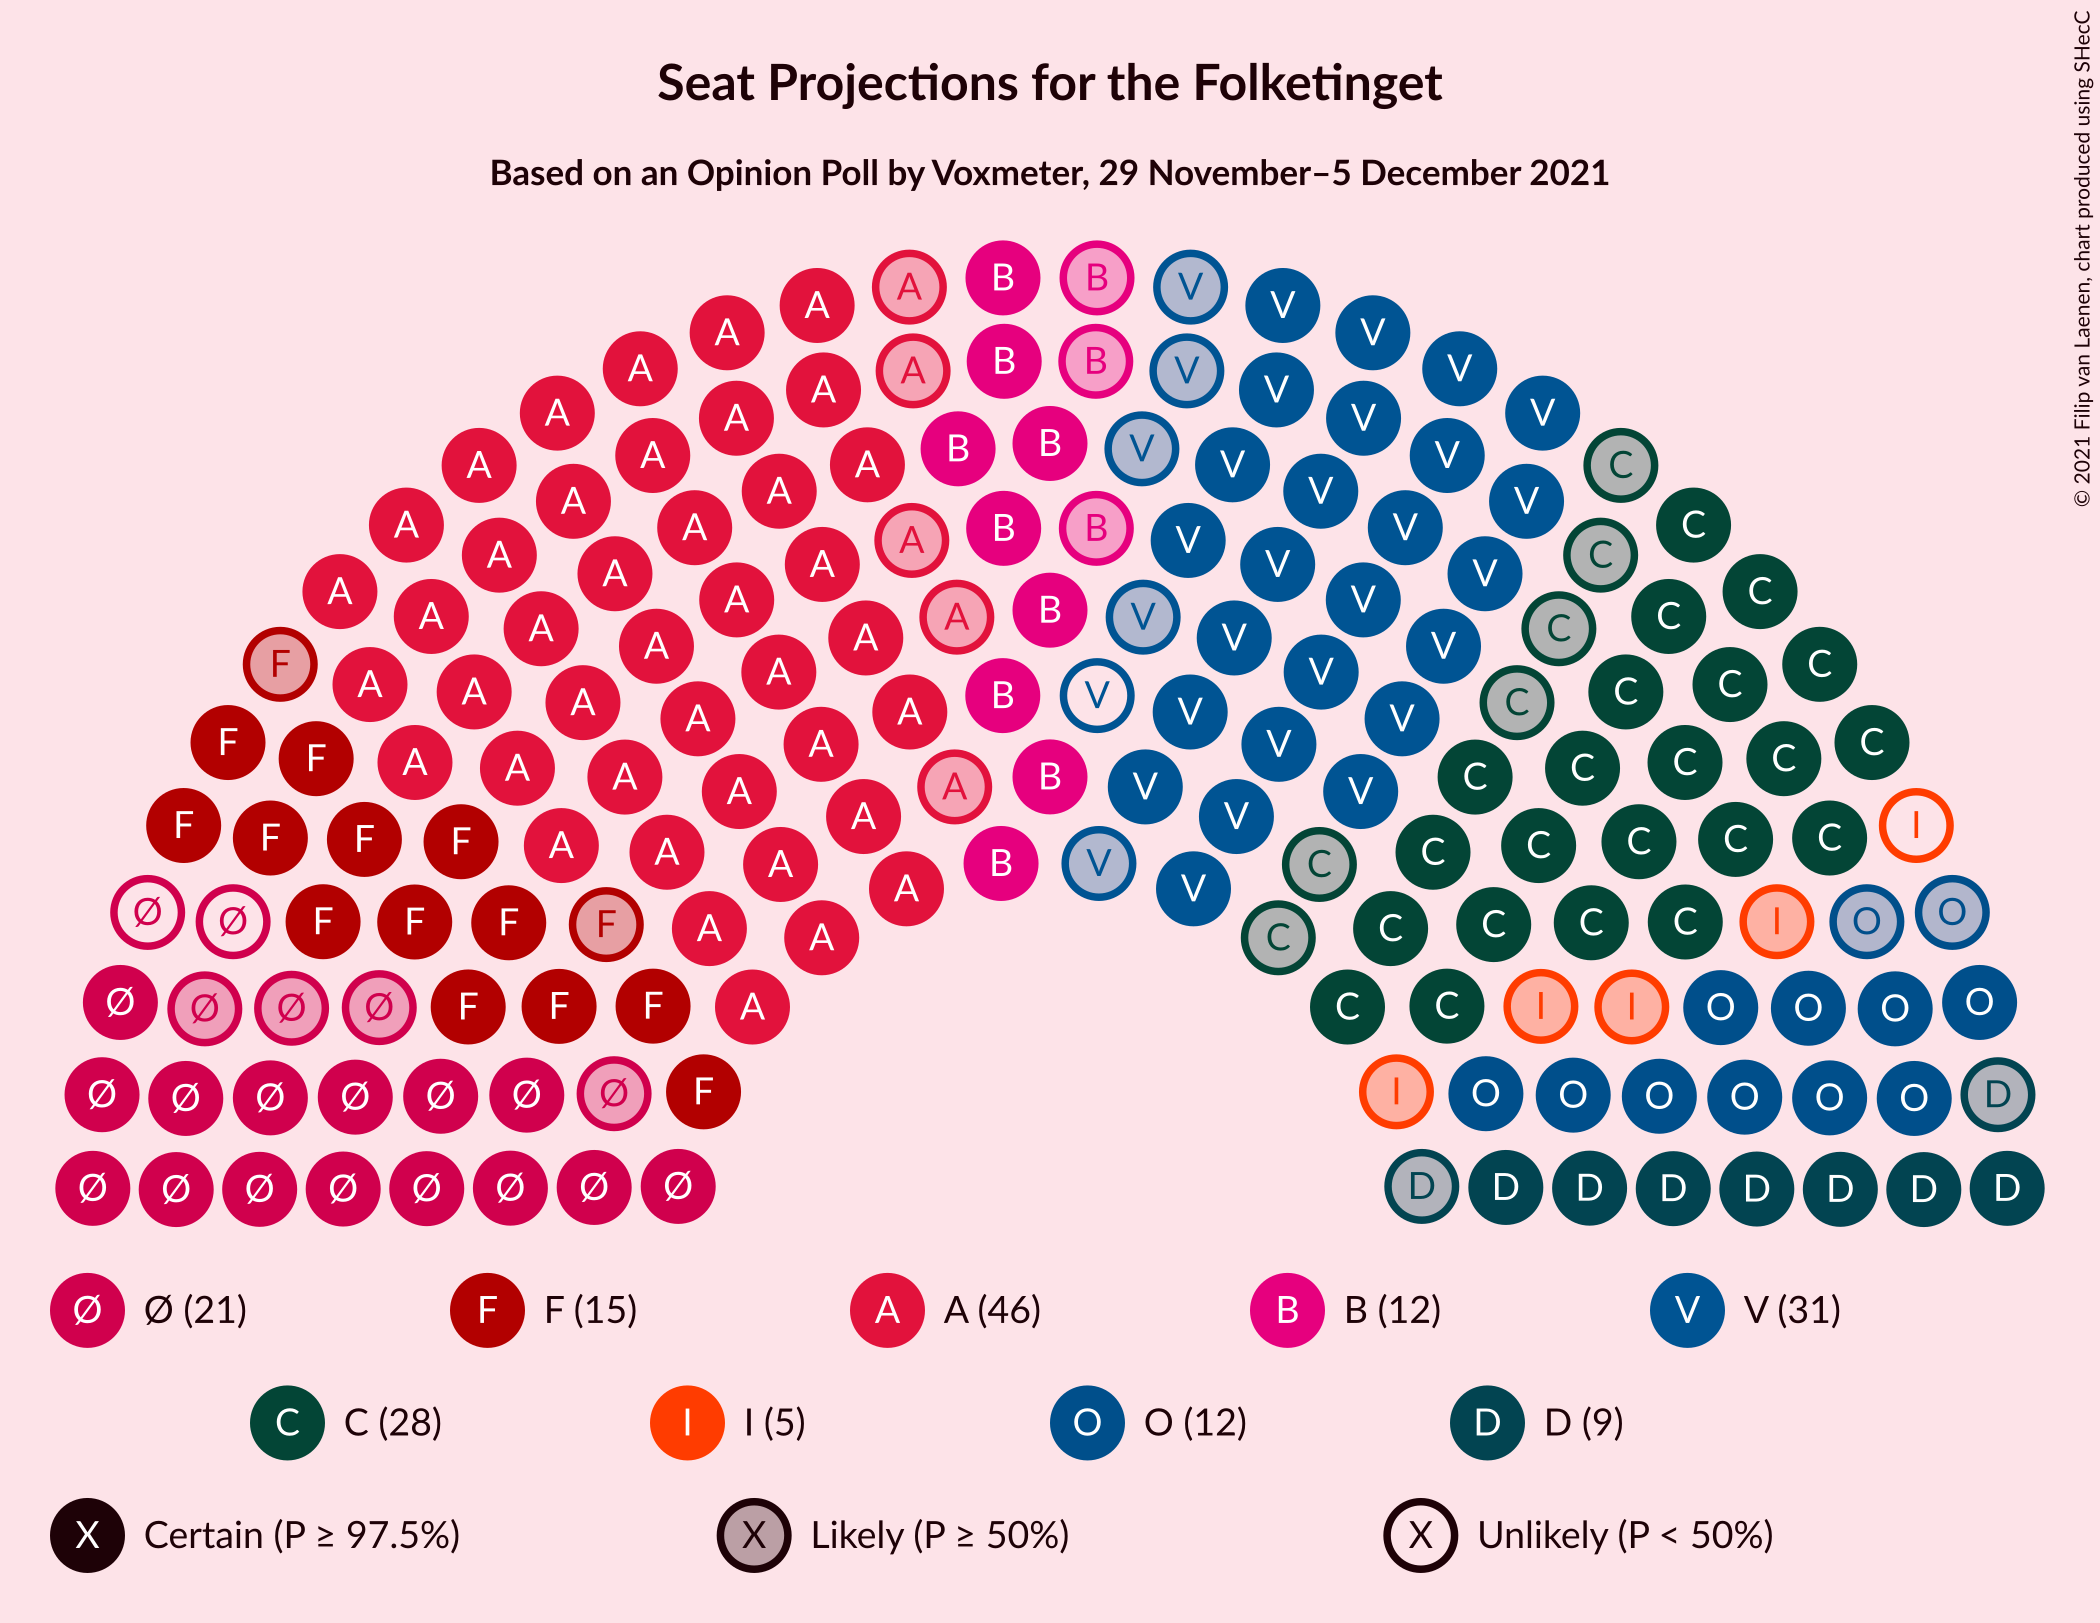 © 2021 Filip van Laenen, chart produced using SHecC
Seat Projections for the Folketinget
Based on an Opinion Poll by Voxmeter, 29 November–5 December 2021
B B
A V
A V
A V
B B
A A V V
A V
A V
A V
B B V
A V
A A V C
A V
A V
A A B B V C
A V
A C
A V
A V
A A V C
A A B V C
A A V C
A V
F A V C
A A B V C C
A A V C
A V
F A V C
F A A C C C
A A B V C
A V
F A V I
F F F A A C C C C C
A B V C
A V
Ø Ø F F F F A A C C C C C I O O
Ø Ø Ø Ø F F F A C C I I O O O O
Ø Ø Ø Ø Ø Ø Ø F I O O O O O O D
Ø Ø Ø Ø Ø Ø Ø Ø D D D D D D D D
Ø Ø (21) F F (15) A A (46) B B (12) V V (31)
C C (28) I I (5) O O (12) D D (9)
X Certain (P ≥ 97.5%) X Likely (P ≥ 50%) X Unlikely (P < 50%)